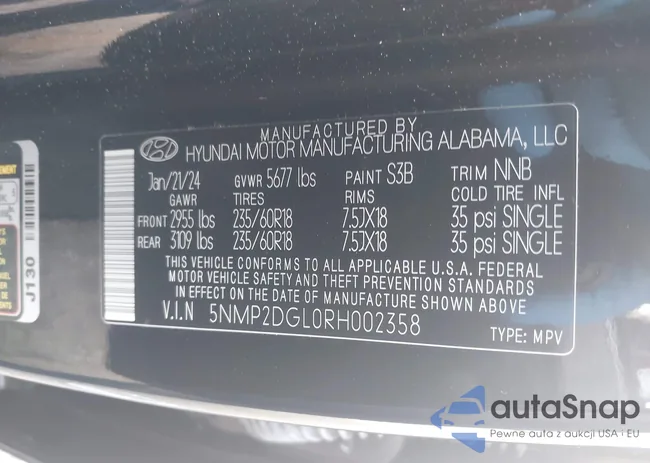 MANUFACTURED BY
HYUNDAI MOTOR MANUFACTURING ALABAMA, LLC
Jan/21/24 GVWR 5677 lbs PAINT S3B TRIM NNB
GAWR TIRES RIMS COLD TIRE INFL
FRONT 2955 lbs 235/60R18 7.5JX18 35 psi SINGLE
REAR 3109 lbs 235/60R18 7.5JX18 35 psi SINGLE
THIS VEHICLE CONFORMS TO ALL APPLICABLE U.S.A. FEDERAL
MOTOR VEHICLE SAFETY AND THEFT PREVENTION STANDARDS
IN EFFECT ON THE DATE OF MANUFACTURE SHOWN ABOVE
V.I.N 5NMP2DGL0RH002358
TYPE: MPV
J130
autaSnap
Pewne auta z aukcji USA i EU